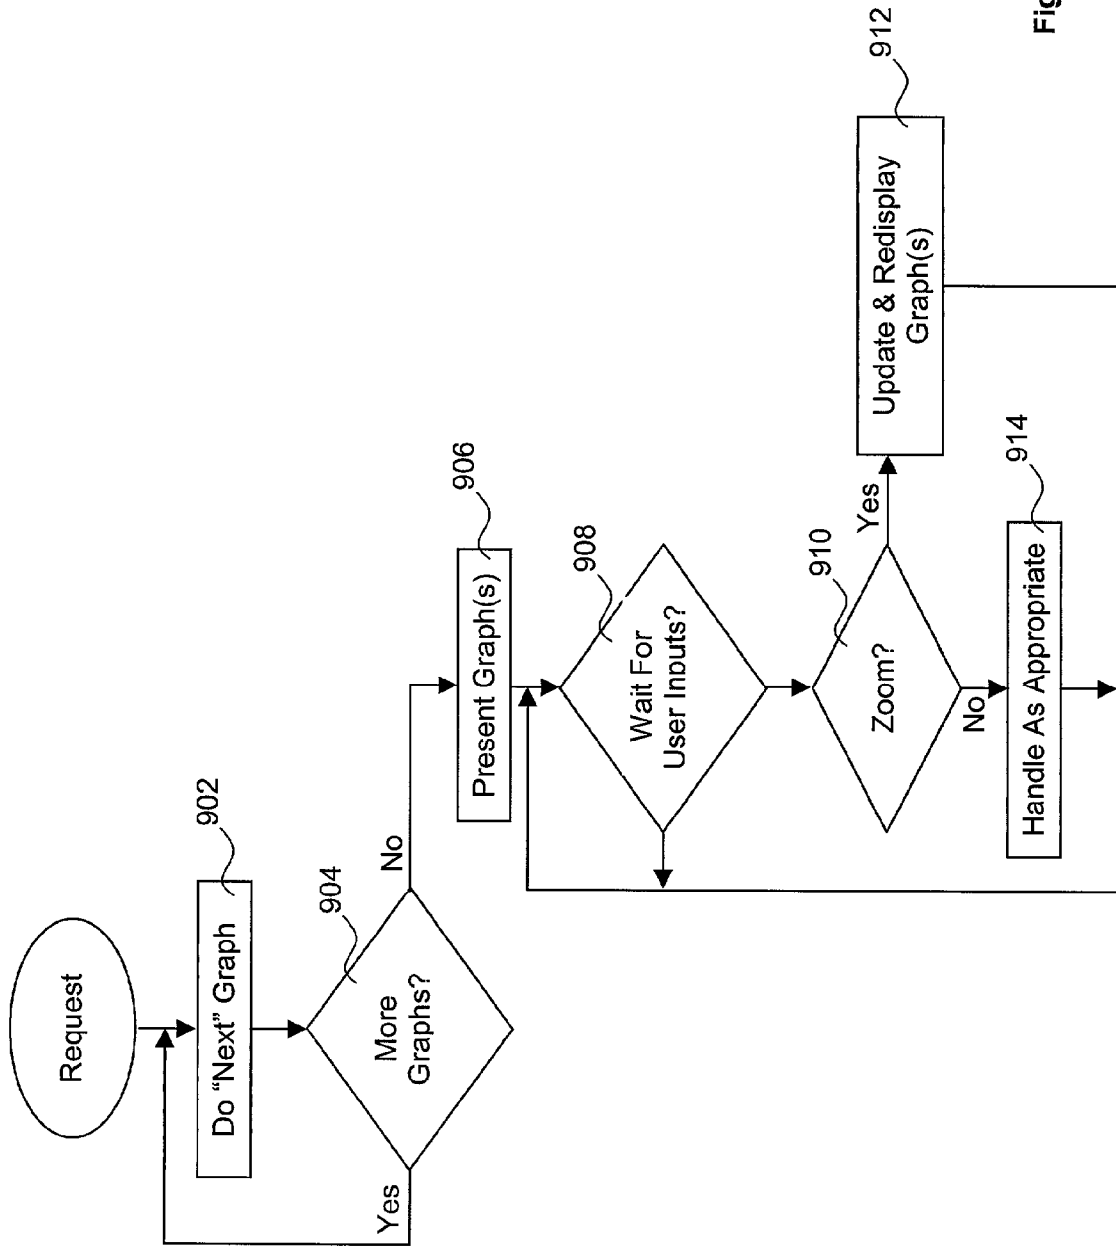 Request
902
Do "Next" Graph
904
More
Graphs?
Yes
No
906
Present Graph(s)
908
Wait For
User Inputs?
910
Zoom?
Yes
No
912
Update & Redisplay
Graph(s)
914
Handle As Appropriate
Fig